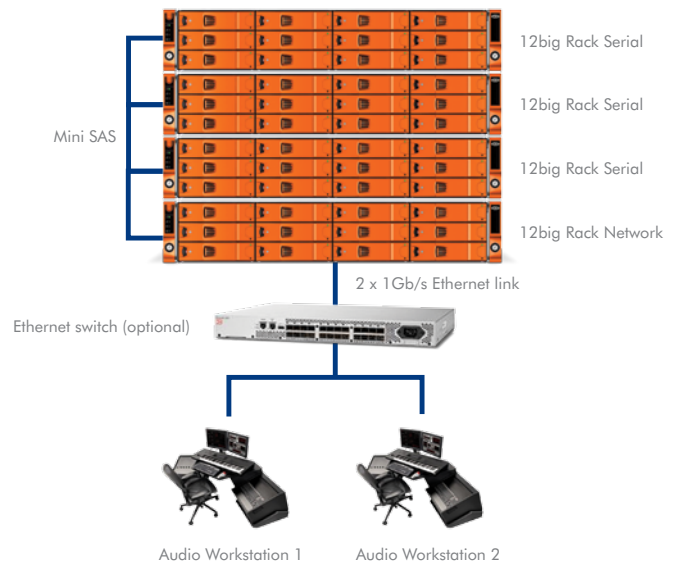 12big Rack Serial
12big Rack Serial
Mini SAS
12big Rack Serial
12big Rack Network
2 x 1Gb/s Ethernet link
Ethernet switch (optional)
Audio Workstation 1
Audio Workstation 2